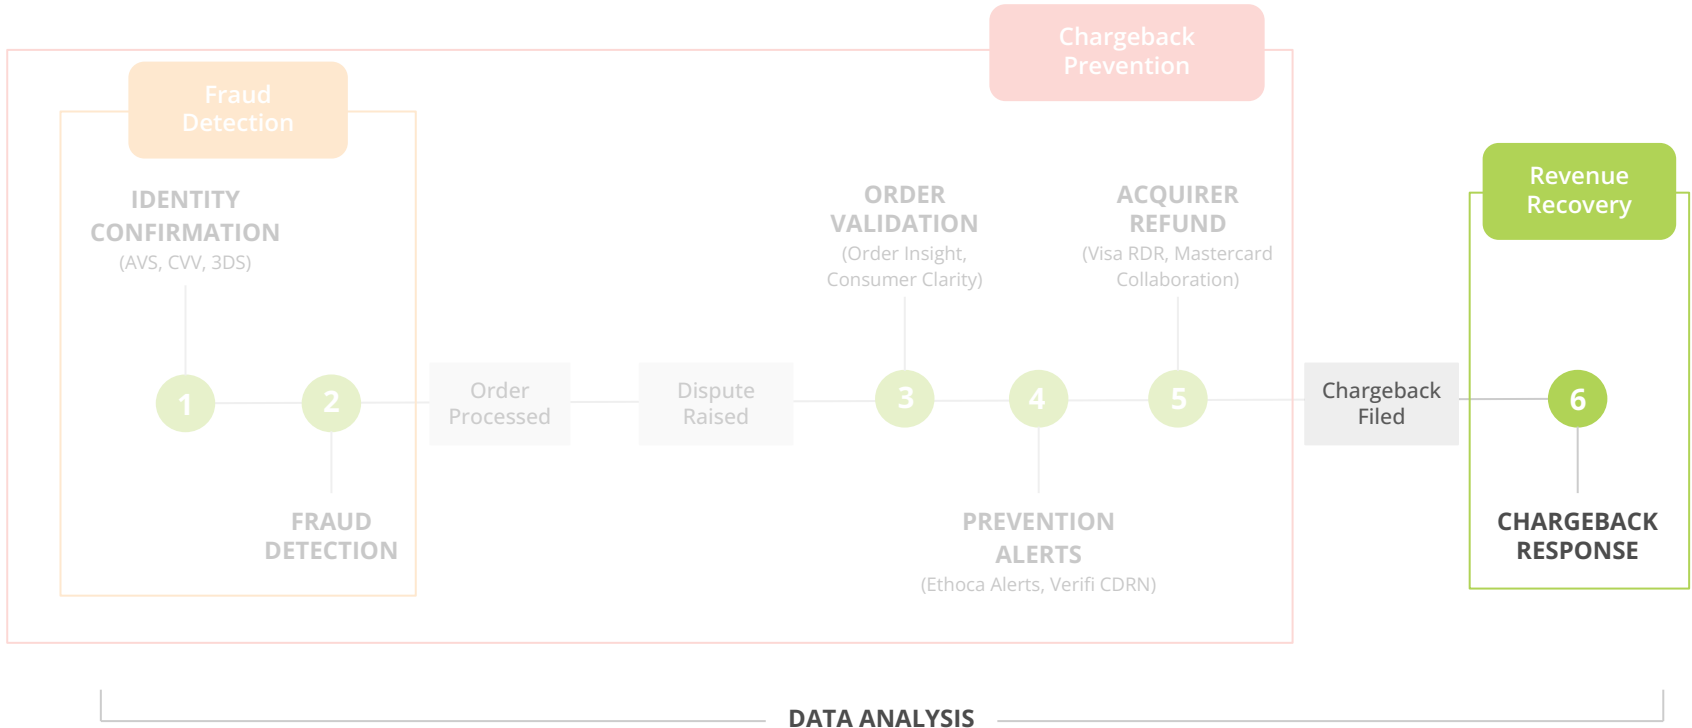 Chargeback
Prevention
Fraud
Detection
IDENTITY
CONFIRMATION
(AVS, CVV, 3DS)
ORDER
VALIDATION
(Order Insight,
Consumer Clarity)
ACQUIRER
REFUND
(Visa RDR, Mastercard
Collaboration)
Revenue
Recovery
1
2
Order
Processed
Dispute
Raised
3
4
5
Chargeback
Filed
6
FRAUD
DETECTION
PREVENTION
ALERTS
(Ethoca Alerts, Verifi CDRN)
CHARGEBACK
RESPONSE
DATA ANALYSIS